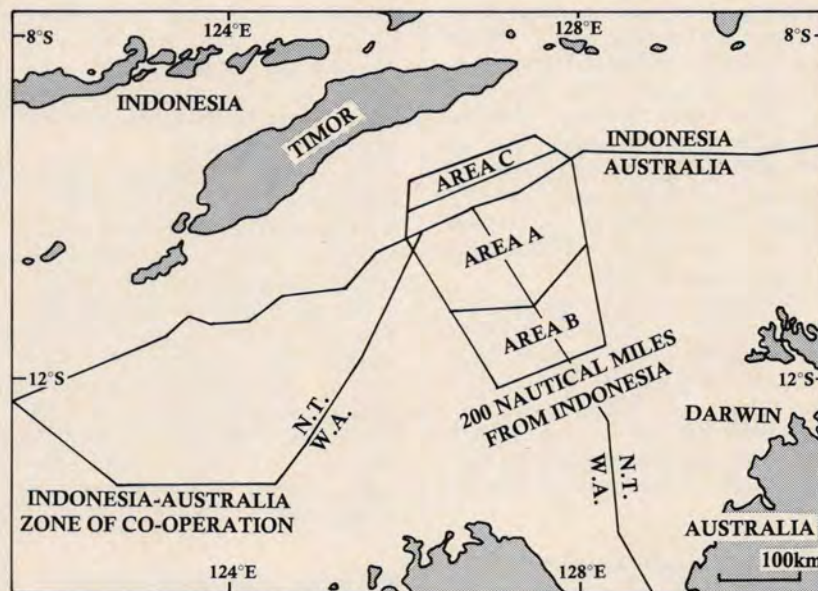 124°E
128°E
8°S
8°S
INDONESIA
TIMOR
INDONESIA
AUSTRALIA
AREA C
AREA A
AREA B
12°S
12°S
200 NAUTICAL MILES
FROM INDONESIA
N.T.
W.A.
DARWIN
N.T.
W.A.
INDONESIA-AUSTRALIA
ZONE OF CO-OPERATION
AUSTRALIA
100km
124°E
128°E